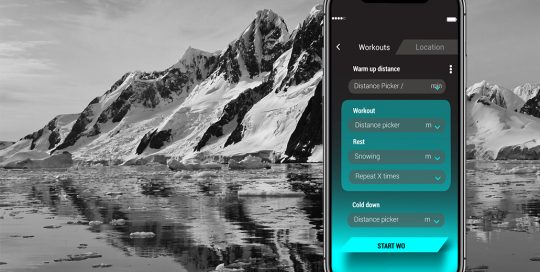 Workouts Location
Warm up distance
Distance Picker /
Workout
Distance picker m
Rest
Snowing m
Repeat X times
Cold down
Distance picker m
START WO